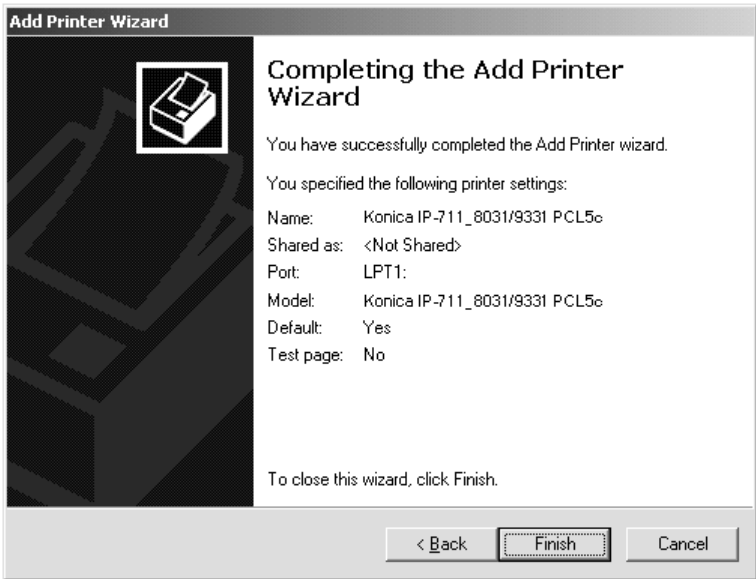 Add Printer Wizard
Completing the Add Printer
Wizard
You have successfully completed the Add Printer wizard.
You specified the following printer settings:
Name: Konica IP-711_8031/9331 PCL5c
Shared as: <Not Shared>
Port: LPT1:
Model: Konica IP-711_8031/9331 PCL5c
Default: Yes
Test page: No
To close this wizard, click Finish.
< Back Finish Cancel